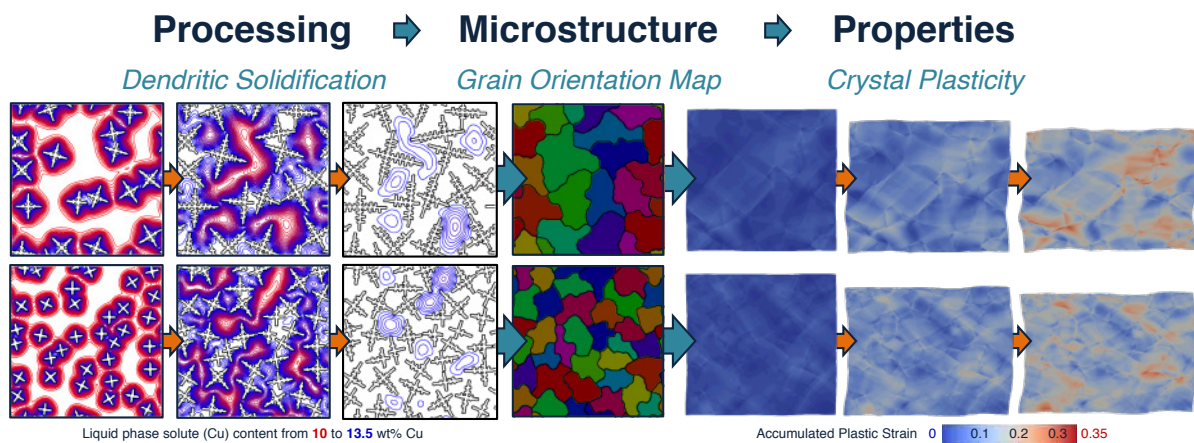 Processing Microstructure Properties
Dendritic Solidification Grain Orientation Map Crystal Plasticity
Liquid phase solute (Cu) content from 10 to 13.5 wt% Cu
Accumulated Plastic Strain 0 0.1 0.2 0.3 0.35